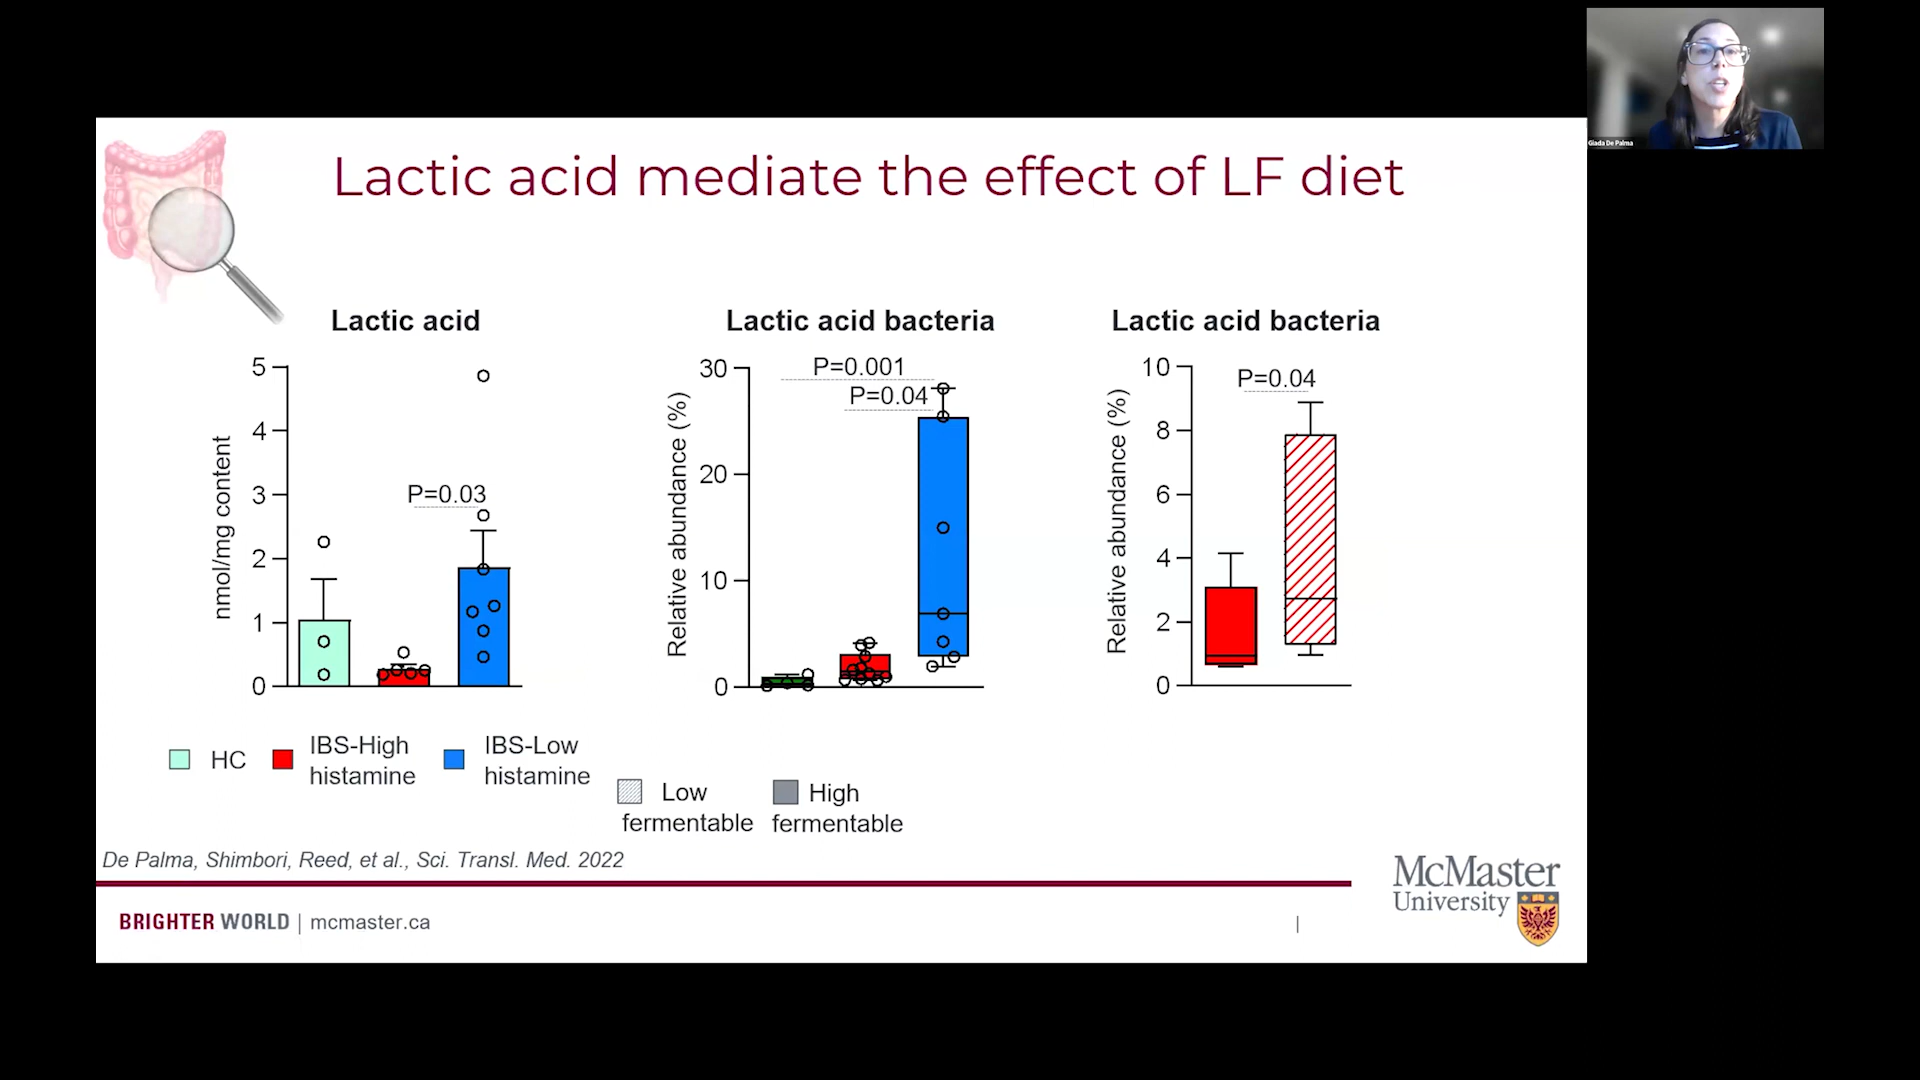 Giada De Palma
Lactic acid mediate the effect of LF diet
Lactic acid
5
4
3
2
1
0
nmol/mg content
P=0.03
Lactic acid bacteria
30
20
10
0
Relative abundance (%)
P=0.001
P=0.04
Lactic acid bacteria
10
8
6
4
2
0
Relative abundance (%)
P=0.04
HC
IBS-High
histamine
IBS-Low
histamine
Low
fermentable
High
fermentable
De Palma, Shimbori, Reed, et al., Sci. Transl. Med. 2022
BRIGHTER WORLD | mcmaster.ca
|
McMaster
University